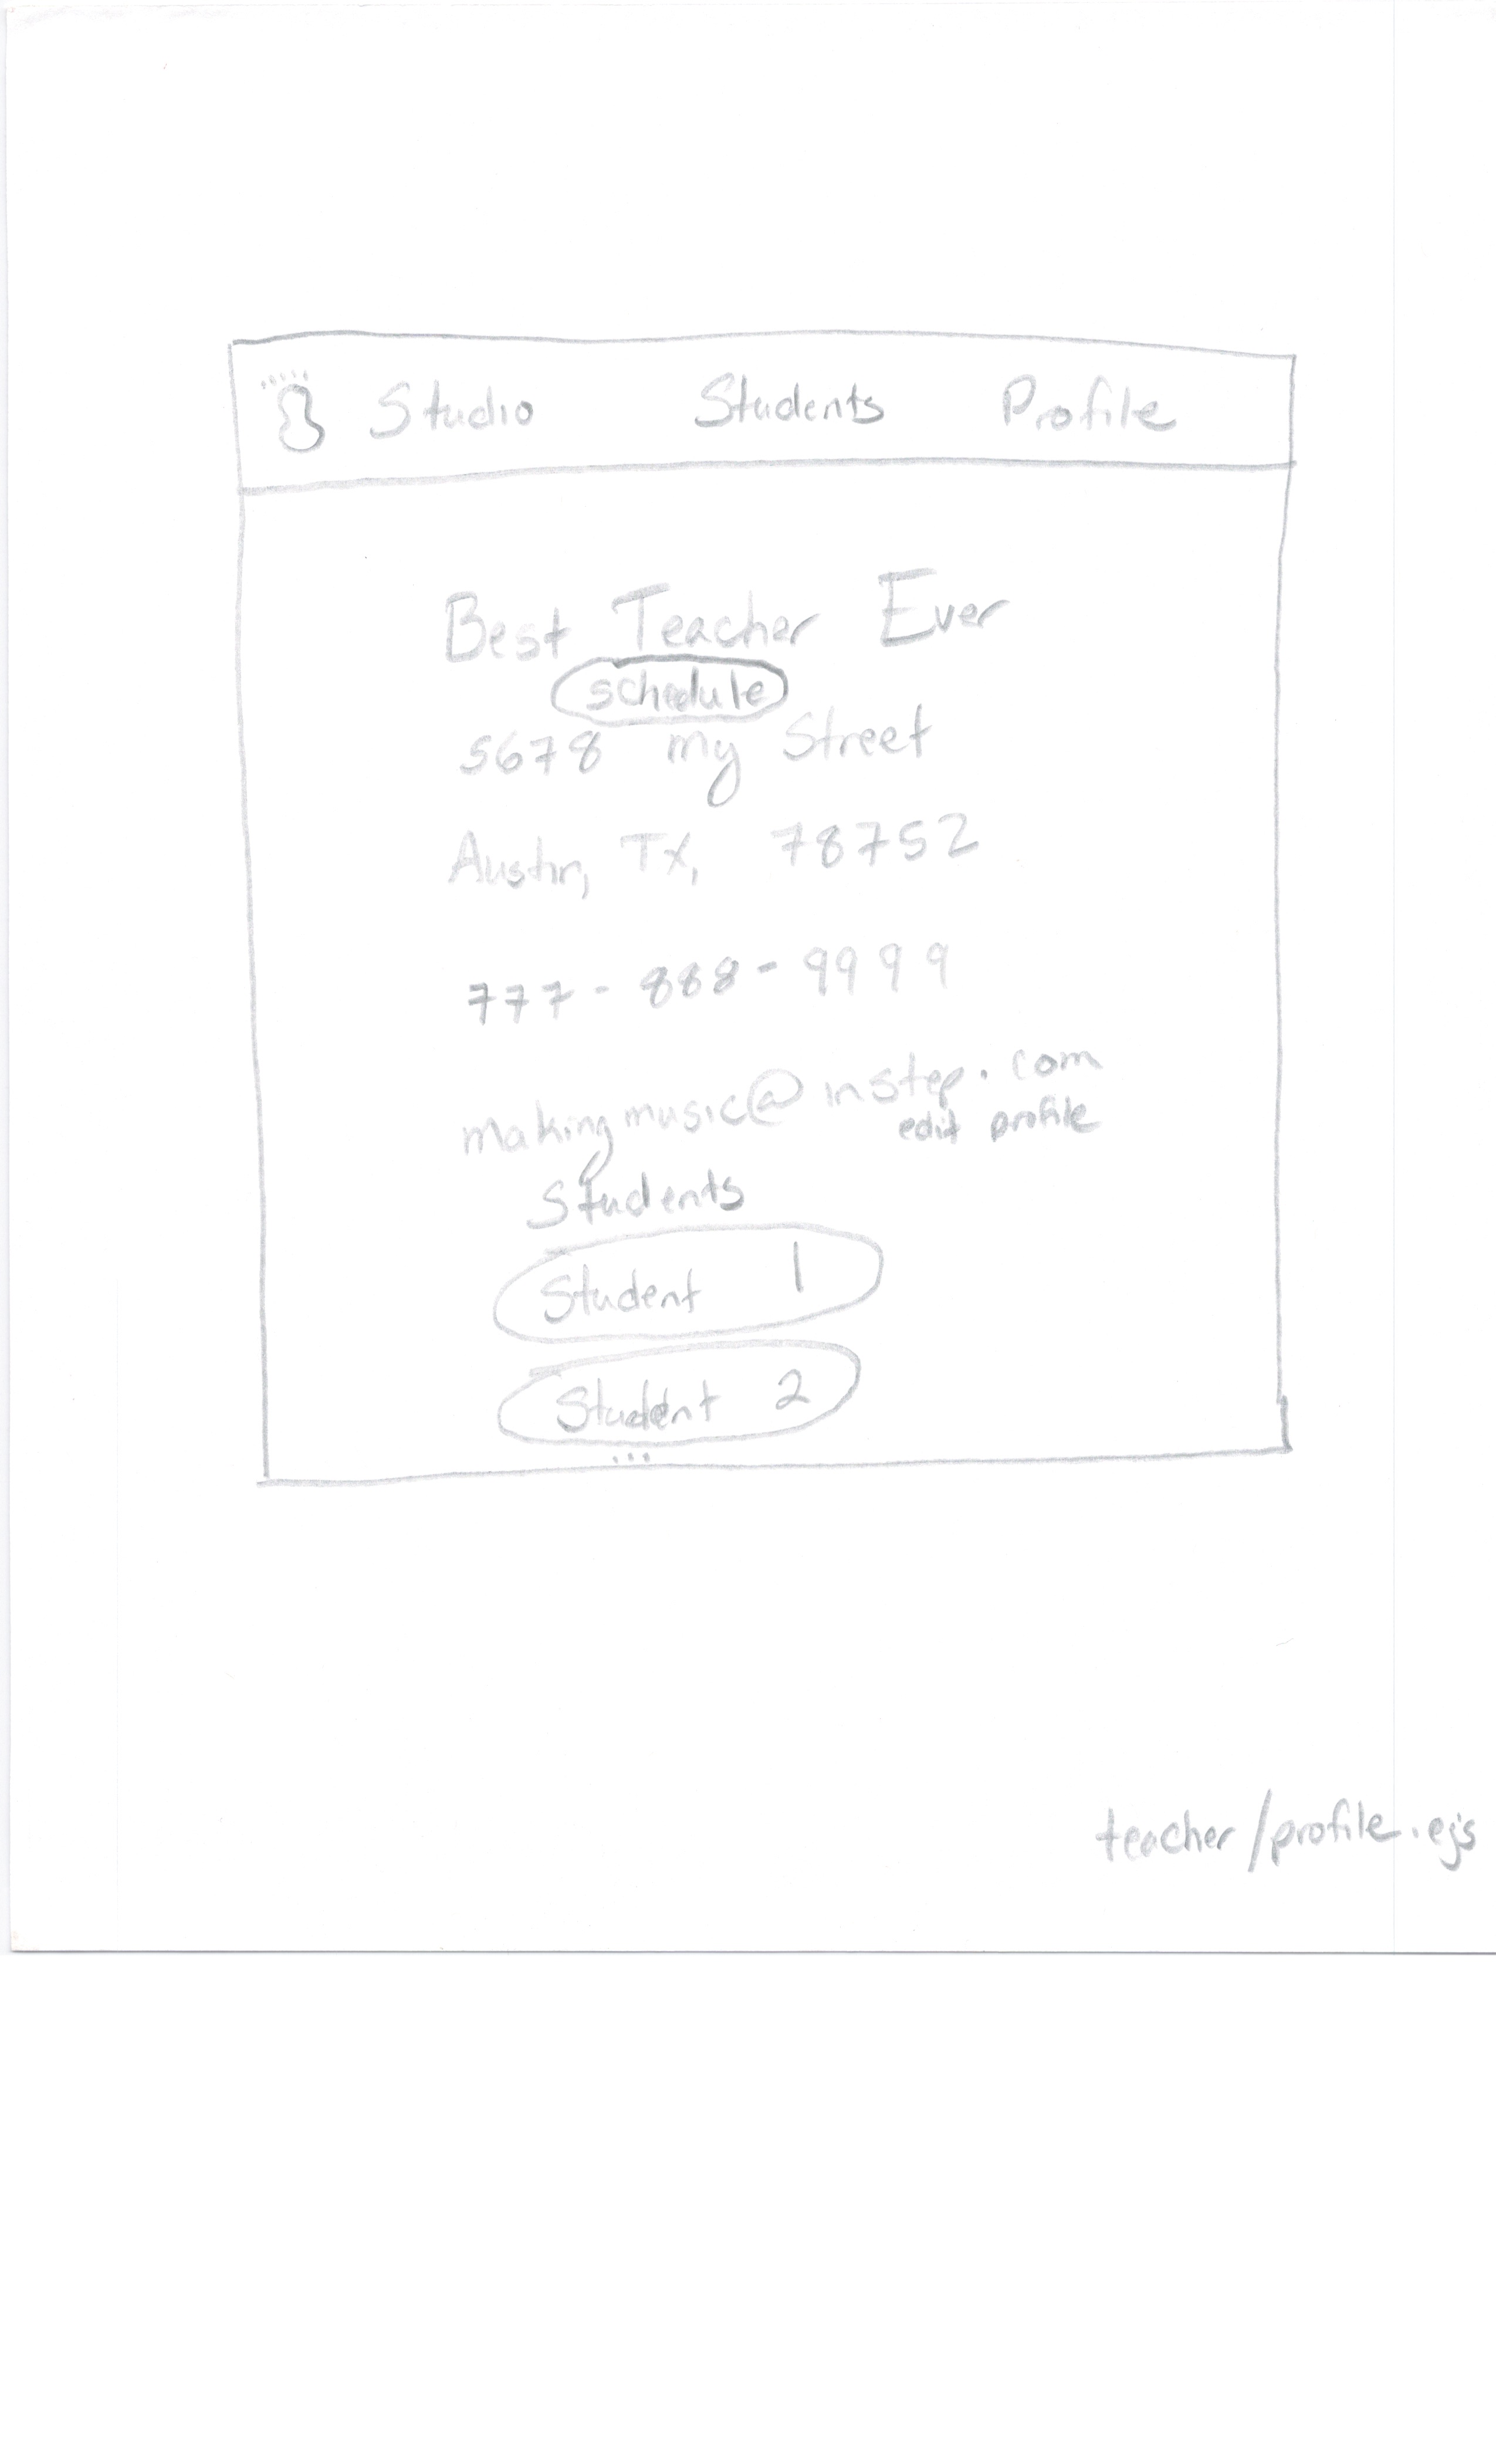 Studio Students Profile
Best Teacher Ever
schedule
5678 my Street
Austin, TX, 78752
777-888-9999
makingmusic@instep.com
edit profile
Students
Student 1
Student 2
...
teacher/profile.ejs